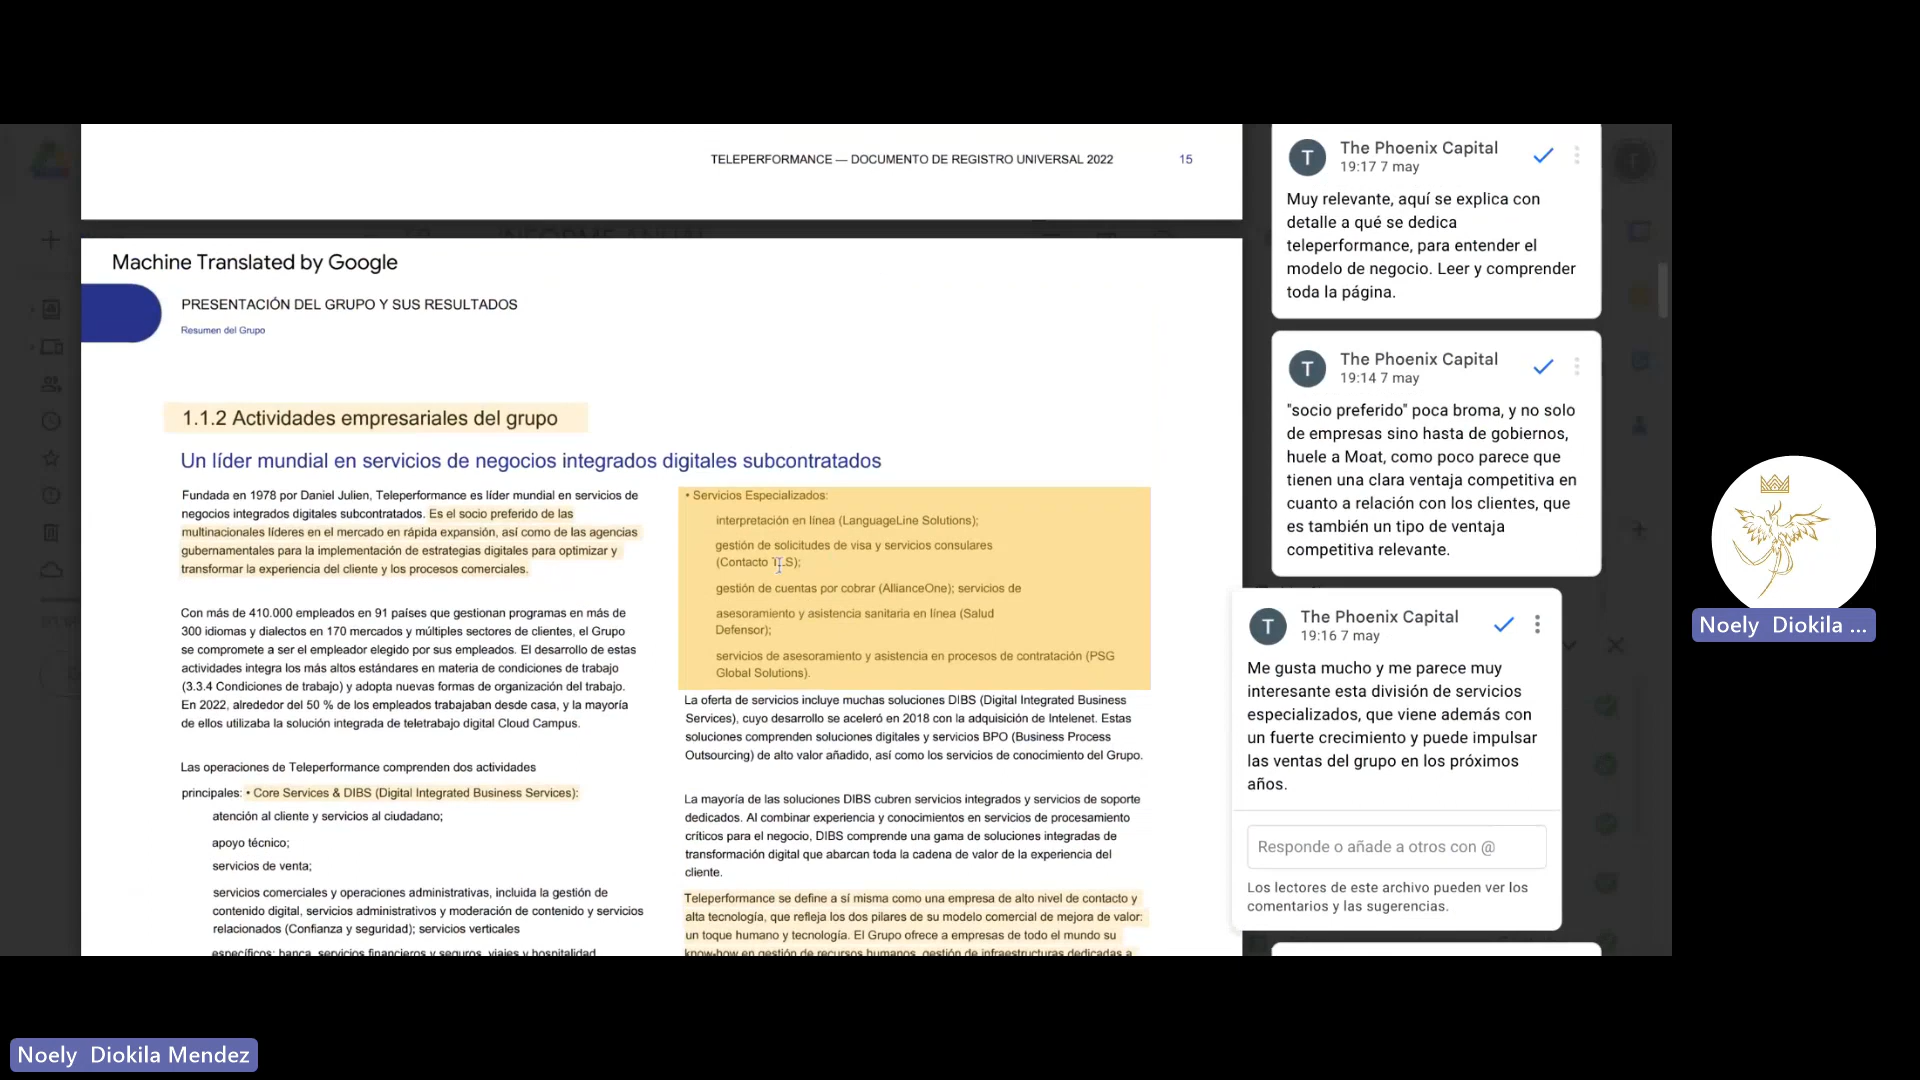 TELEPERFORMANCE — DOCUMENTO DE REGISTRO UNIVERSAL 2022 15
Machine Translated by Google
PRESENTACIÓN DEL GRUPO Y SUS RESULTADOS
Resumen del Grupo
1.1.2 Actividades empresariales del grupo
Un líder mundial en servicios de negocios integrados digitales subcontratados
Fundada en 1978 por Daniel Julien, Teleperformance es líder mundial en servicios de
negocios integrados digitales subcontratados. Es el socio preferido de las
multinacionales líderes en el mercado en rápida expansión, así como de las agencias
gubernamentales para la implementación de estrategias digitales para optimizar y
transformar la experiencia del cliente y los procesos comerciales.
Con más de 410.000 empleados en 91 países que gestionan programas en más de
300 idiomas y dialectos en 170 mercados y múltiples sectores de clientes, el Grupo
se compromete a ser el empleador elegido por sus empleados. El desarrollo de estas
actividades integra los más altos estándares en materia de condiciones de trabajo
(3.3.4 Condiciones de trabajo) y adopta nuevas formas de organización del trabajo.
En 2022, alrededor del 50 % de los empleados trabajaban desde casa, y la mayoría
de ellos utilizaba la solución integrada de teletrabajo digital Cloud Campus.
Las operaciones de Teleperformance comprenden dos actividades
principales: • Core Services & DIBS (Digital Integrated Business Services):
atención al cliente y servicios al ciudadano;
apoyo técnico;
servicios de venta;
servicios comerciales y operaciones administrativas, incluida la gestión de
contenido digital, servicios administrativos y moderación de contenido y servicios
relacionados (Confianza y seguridad); servicios verticales
específicos: banca, servicios financieros y seguros, viajes y hospitalidad
• Servicios Especializados:
interpretación en línea (LanguageLine Solutions);
gestión de solicitudes de visa y servicios consulares
(Contacto TLS);
gestión de cuentas por cobrar (AllianceOne); servicios de
asesoramiento y asistencia sanitaria en línea (Salud
Defensor);
servicios de asesoramiento y asistencia en procesos de contratación (PSG
Global Solutions).
La oferta de servicios incluye muchas soluciones DIBS (Digital Integrated Business
Services), cuyo desarrollo se aceleró en 2018 con la adquisición de Intelenet. Estas
soluciones comprenden soluciones digitales y servicios BPO (Business Process
Outsourcing) de alto valor añadido, así como los servicios de conocimiento del Grupo.
La mayoría de las soluciones DIBS cubren servicios integrados y servicios de soporte
dedicados. Al combinar experiencia y conocimientos en servicios de procesamiento
críticos para el negocio, DIBS comprende una gama de soluciones integradas de
transformación digital que abarcan toda la cadena de valor de la experiencia del
cliente.
Teleperformance se define a sí misma como una empresa de alto nivel de contacto y
alta tecnología, que refleja los dos pilares de su modelo comercial de mejora de valor:
un toque humano y tecnología. El Grupo ofrece a empresas de todo el mundo su
know-how en gestión de recursos humanos, gestión de infraestructuras dedicadas a
T
The Phoenix Capital
19:17 7 may
Muy relevante, aquí se explica con
detalle a qué se dedica
teleperformance, para entender el
modelo de negocio. Leer y comprender
toda la página.
T
The Phoenix Capital
19:14 7 may
"socio preferido" poca broma, y no solo
de empresas sino hasta de gobiernos,
huele a Moat, como poco parece que
tienen una clara ventaja competitiva en
cuanto a relación con los clientes, que
es también un tipo de ventaja
competitiva relevante.
T
The Phoenix Capital
19:16 7 may
Me gusta mucho y me parece muy
interesante esta división de servicios
especializados, que viene además con
un fuerte crecimiento y puede impulsar
las ventas del grupo en los próximos
años.
Responde o añade a otros con @
Los lectores de este archivo pueden ver los
comentarios y las sugerencias.
Noely Diokila ...
Noely Diokila Mendez